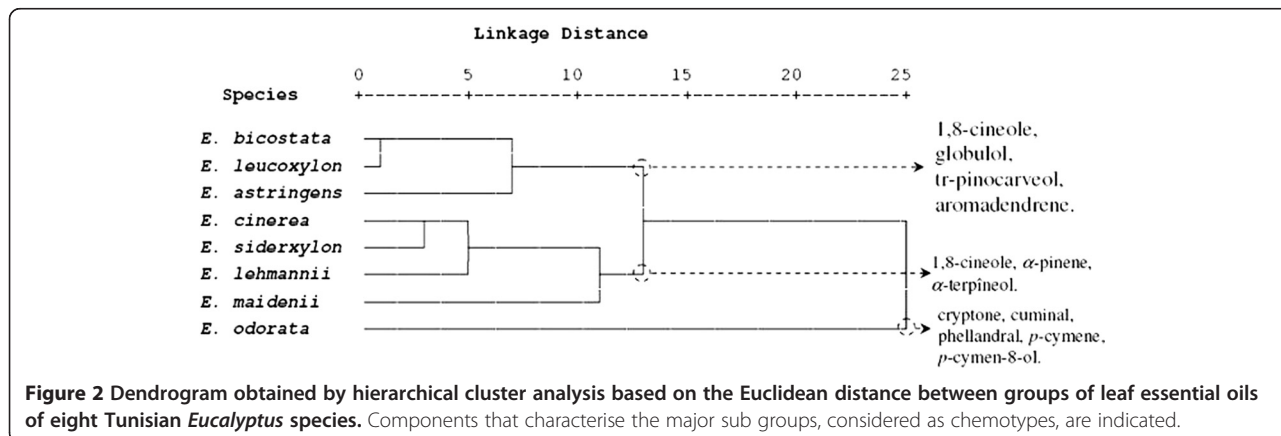 Linkage Distance
0 5 10 15 20 25
Species +---------+---------+---------+---------+---------+
E. bicostata
E. leucoxylon
E. astringens
E. cinerea
E. siderxylon
E. lehmannii
E. maidenii
E. odorata
1,8-cineole,
globulol,
tr-pinocarveol,
aromadendrene.
1,8-cineole, α-pinene,
α-terpîneol.
cryptone, cuminal,
phellandral, p-cymene,
p-cymen-8-ol.
Figure 2 Dendrogram obtained by hierarchical cluster analysis based on the Euclidean distance between groups of leaf essential oils
of eight Tunisian Eucalyptus species. Components that characterise the major sub groups, considered as chemotypes, are indicated.